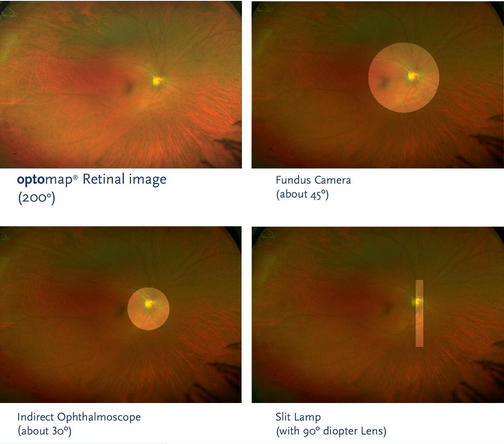 optomap® Retinal image
(200°)
Fundus Camera
(about 45°)
Indirect Ophthalmoscope
(about 30°)
Slit Lamp
(with 90° diopter Lens)